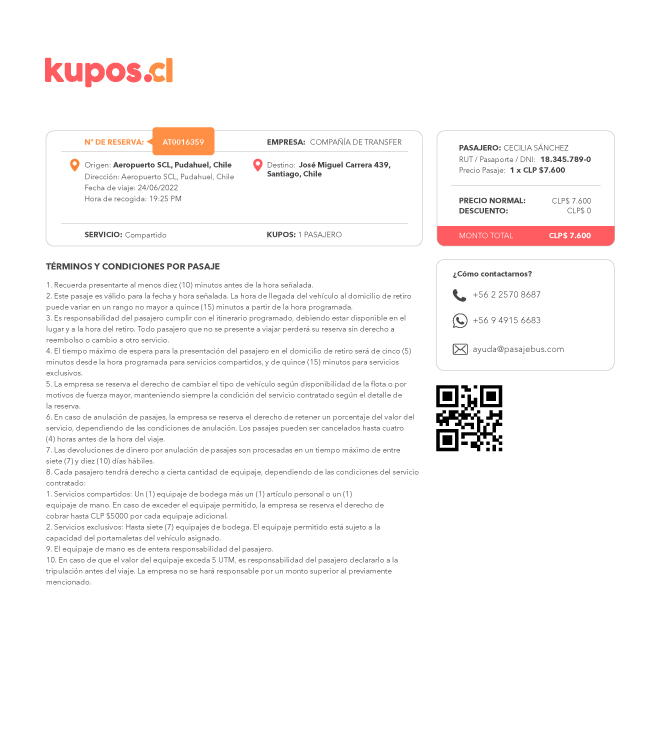 kupos.cl
N° DE RESERVA: AT0016359
EMPRESA: COMPAÑÍA DE TRANSFER
Origen: Aeropuerto SCL, Pudahuel, Chile
Dirección: Aeropuerto SCL, Pudahuel, Chile
Fecha de viaje: 24/06/2022
Hora de recogida: 19:25 PM
Destino: José Miguel Carrera 439,
Santiago, Chile
SERVICIO: Compartido
KUPOS: 1 PASAJERO
PASAJERO: CECILIA SÁNCHEZ
RUT / Pasaporte / DNI: 18.345.789-0
Precio Pasaje: 1 x CLP $7.600
PRECIO NORMAL: CLP$ 7.600
DESCUENTO: CLP$ 0
MONTO TOTAL CLP$ 7.600
TÉRMINOS Y CONDICIONES POR PASAJE
1. Recuerda presentarte al menos diez (10) minutos antes de la hora señalada.
2. Este pasaje es válido para la fecha y hora señalada. La hora de llegada del vehículo al domicilio de retiro
puede variar en un rango no mayor a quince (15) minutos a partir de la hora programada.
3. Es responsabilidad del pasajero cumplir con el itinerario programado, debiendo estar disponible en el
lugar y a la hora del retiro. Todo pasajero que no se presente a viajar perderá su reserva sin derecho a
reembolso o cambio a otro servicio.
4. El tiempo máximo de espera para la presentación del pasajero en el domicilio de retiro será de cinco (5)
minutos desde la hora programada para servicios compartidos, y de quince (15) minutos para servicios
exclusivos.
5. La empresa se reserva el derecho de cambiar el tipo de vehículo según disponibilidad de la flota o por
motivos de fuerza mayor, manteniendo siempre la condición del servicio contratado según el detalle de
la reserva.
6. En caso de anulación de pasajes, la empresa se reserva el derecho de retener un porcentaje del valor del
servicio, dependiendo de las condiciones de anulación. Los pasajes pueden ser cancelados hasta cuatro
(4) horas antes de la hora del viaje.
7. Las devoluciones de dinero por anulación de pasajes son procesadas en un tiempo máximo de entre
siete (7) y diez (10) días hábiles.
8. Cada pasajero tendrá derecho a cierta cantidad de equipaje, dependiendo de las condiciones del servicio
contratado:
1. Servicios compartidos: Un (1) equipaje de bodega más un (1) artículo personal o un (1)
equipaje de mano. En caso de exceder el equipaje permitido, la empresa se reserva el derecho de
cobrar hasta CLP $5000 por cada equipaje adicional.
2. Servicios exclusivos: Hasta siete (7) equipajes de bodega. El equipaje permitido está sujeto a la
capacidad del portamaletas del vehículo asignado.
9. El equipaje de mano es de entera responsabilidad del pasajero.
10. En caso de que el valor del equipaje exceda 5 UTM, es responsabilidad del pasajero declararlo a la
tripulación antes del viaje. La empresa no se hará responsable por un monto superior al previamente
mencionado.
¿Cómo contactarnos?
+56 2 2570 8687
+56 9 4915 6683
ayuda@pasajebus.com